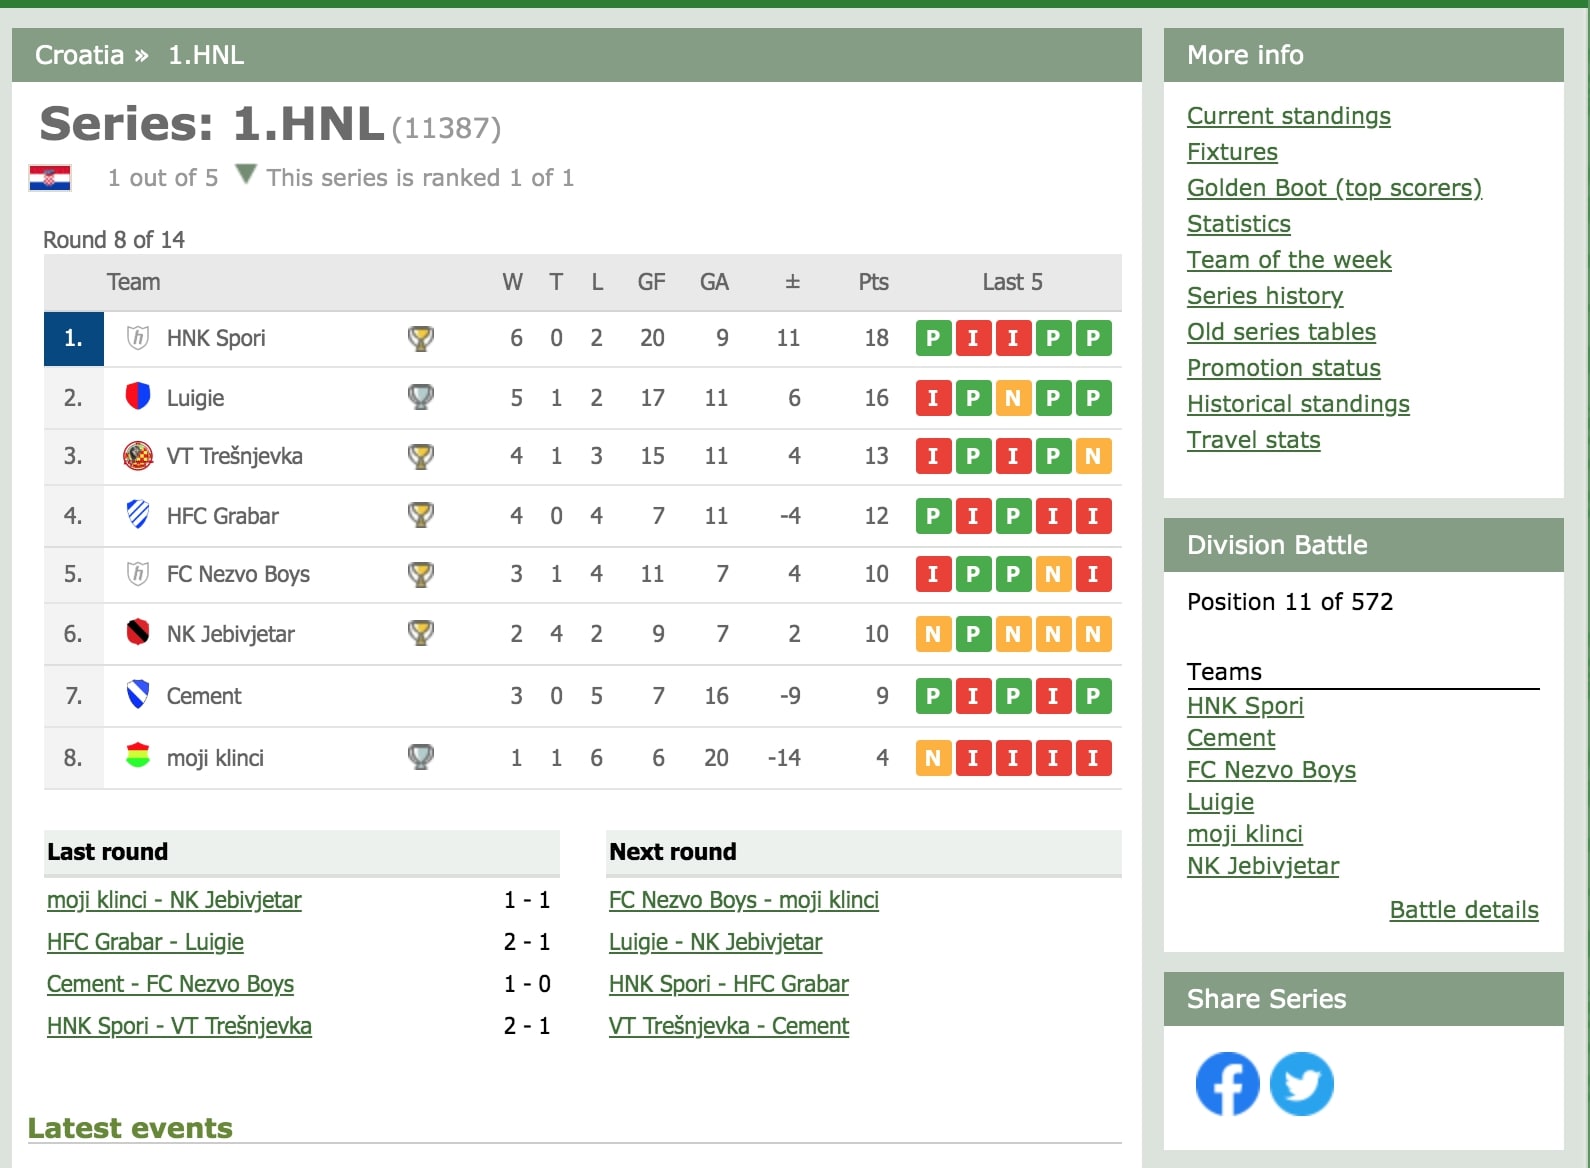 Croatia » 1.HNL
Series: 1.HNL (11387)
1 out of 5 This series is ranked 1 of 1
Round 8 of 14
Team W T L GF GA ± Pts Last 5
1. HNK Spori 6 0 2 20 9 11 18 P I I P P
2. Luigie 5 1 2 17 11 6 16 I P N P P
3. VT Trešnjevka 4 1 3 15 11 4 13 I P I P N
4. HFC Grabar 4 0 4 7 11 -4 12 P I P I I
5. FC Nezvo Boys 3 1 4 11 7 4 10 I P P N I
6. NK Jebivjetar 2 4 2 9 7 2 10 N P N N N
7. Cement 3 0 5 7 16 -9 9 P I P I P
8. moji klinci 1 1 6 6 20 -14 4 N I I I I
Last round
moji klinci - NK Jebivjetar 1 - 1
HFC Grabar - Luigie 2 - 1
Cement - FC Nezvo Boys 1 - 0
HNK Spori - VT Trešnjevka 2 - 1
Next round
FC Nezvo Boys - moji klinci
Luigie - NK Jebivjetar
HNK Spori - HFC Grabar
VT Trešnjevka - Cement
Latest events
More info
Current standings
Fixtures
Golden Boot (top scorers)
Statistics
Team of the week
Series history
Old series tables
Promotion status
Historical standings
Travel stats
Division Battle
Position 11 of 572
Teams
HNK Spori
Cement
FC Nezvo Boys
Luigie
moji klinci
NK Jebivjetar
Battle details
Share Series